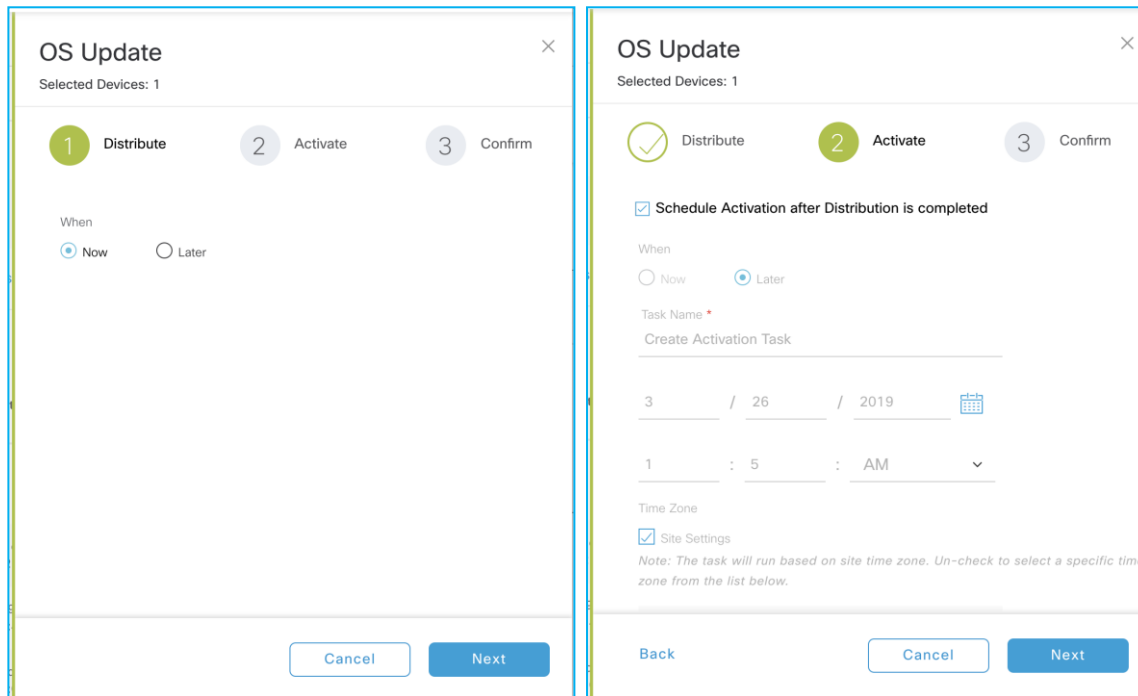 OS Update
Selected Devices: 1
1 Distribute 2 Activate 3 Confirm
When
Now Later
Cancel Next
OS Update
Selected Devices: 1
Distribute 2 Activate 3 Confirm
Schedule Activation after Distribution is completed
When
Now Later
Task Name *
Create Activation Task
3 / 26 / 2019
1 : 5 : AM
Time Zone
Site Settings
Note: The task will run based on site time zone. Un-check to select a specific tim
zone from the list below.
Back Cancel Next